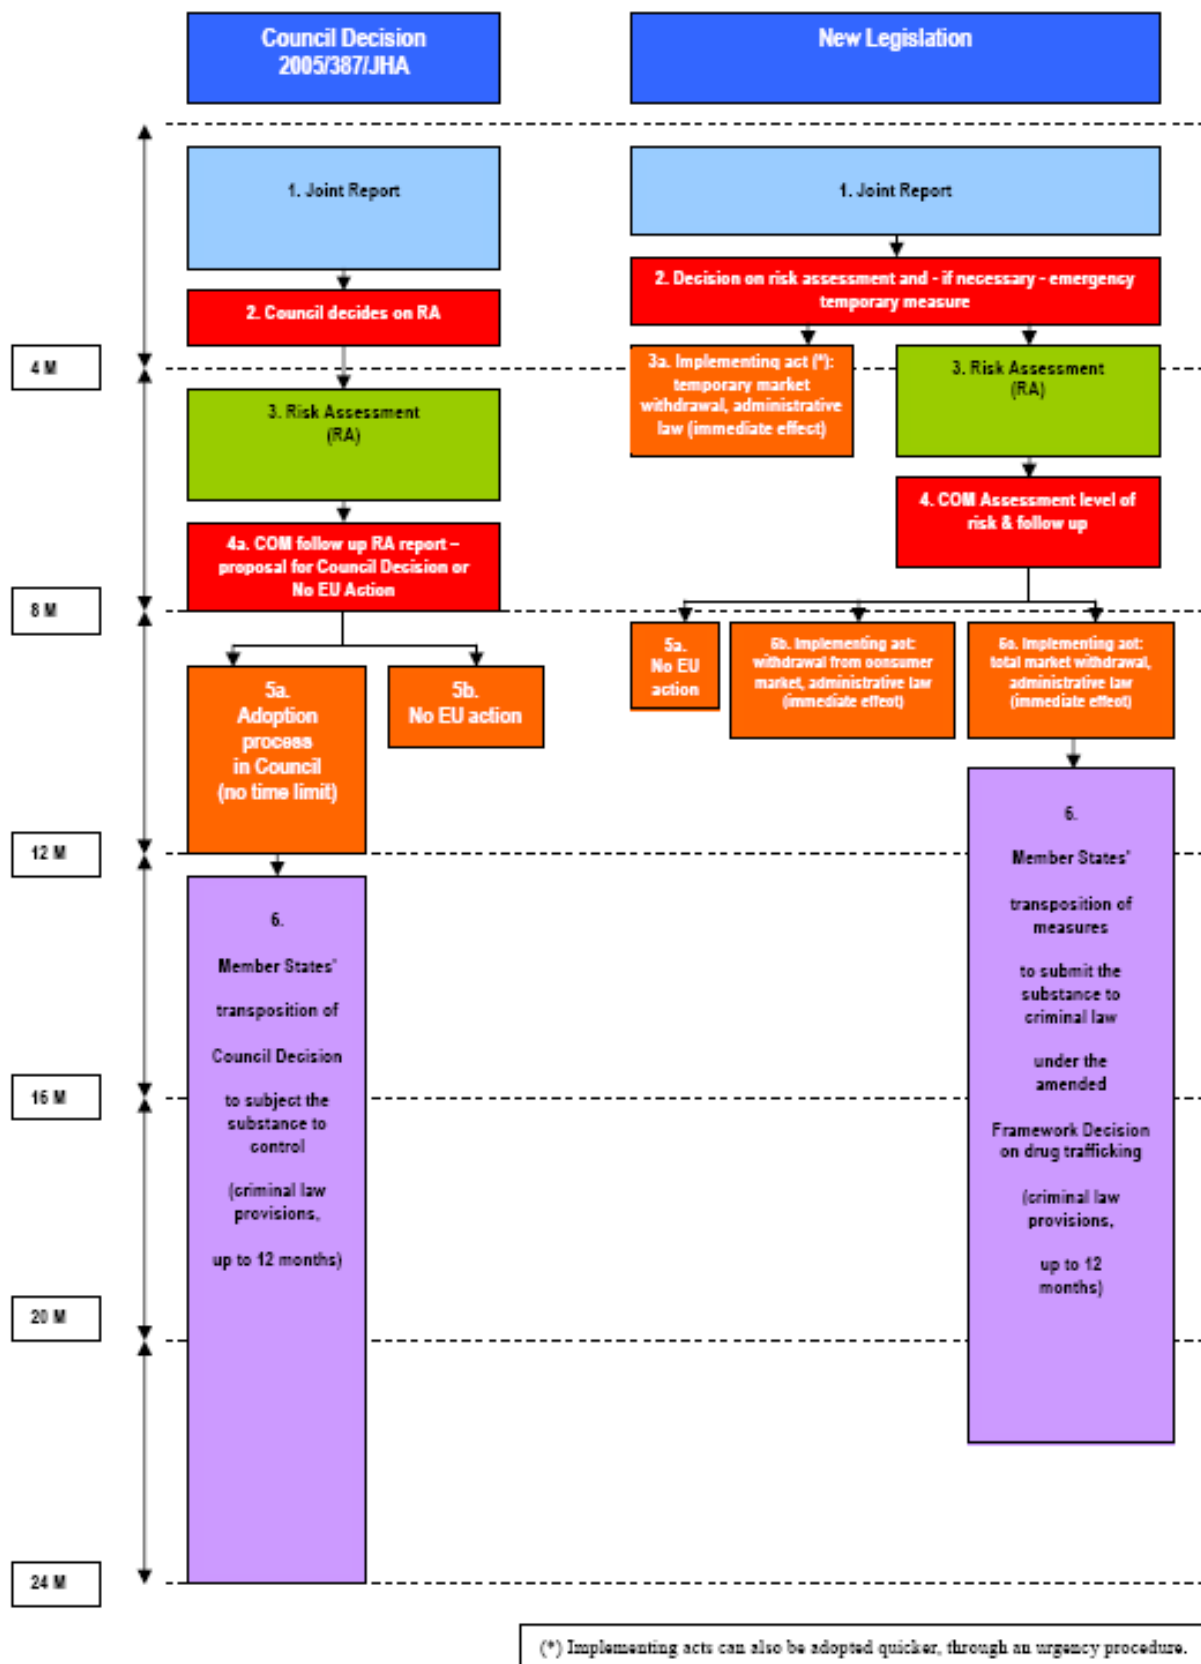 Council Decision
2005/387/JHA
New Legislation
1. Joint Report
1. Joint Report
2. Council decides on RA
2. Decision on risk assessment and - if necessary - emergency
temporary measure
4 M
3. Risk Assessment
(RA)
3a. Implementing act (*):
temporary market
withdrawal, administrative
law (immediate effect)
3. Risk Assessment
(RA)
4a. COM follow up RA report –
proposal for Council Decision or
No EU Action
4. COM Assessment level of
risk & follow up
8 M
5a.
Adoption
process
in Council
(no time limit)
5b.
No EU action
5a.
No EU
action
5b. Implementing act:
withdrawal from consumer
market, administrative law
(immediate effect)
5c. Implementing act:
total market withdrawal,
administrative law
(immediate effect)
12 M
6.
Member States'
transposition of
Council Decision
to subject the
substance to
control
(criminal law
provisions,
up to 12 months)
6.
Member States'
transposition of
measures
to submit the
substance to
criminal law
under the
amended
Framework Decision
on drug trafficking
(criminal law
provisions,
up to 12
months)
16 M
20 M
24 M
(*) Implementing acts can also be adopted quicker, through an urgency procedure.